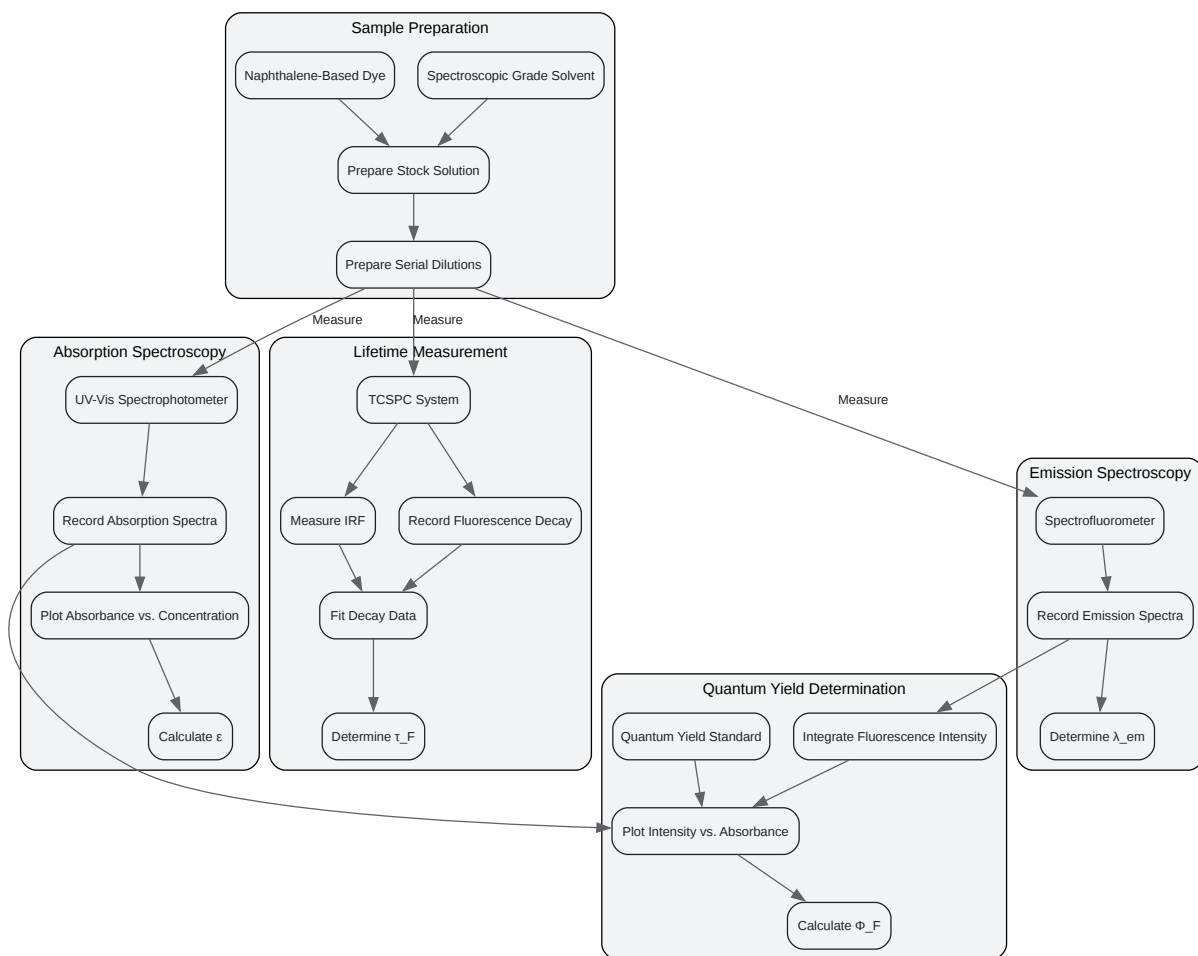 Sample Preparation
Naphthalene-Based Dye
Spectroscopic Grade Solvent
Prepare Stock Solution
Prepare Serial Dilutions
Measure
Measure
Measure
Absorption Spectroscopy
UV-Vis Spectrophotometer
Record Absorption Spectra
Plot Absorbance vs. Concentration
Calculate ε
Lifetime Measurement
TCSPC System
Measure IRF
Record Fluorescence Decay
Fit Decay Data
Determine τ_F
Emission Spectroscopy
Spectrofluorometer
Record Emission Spectra
Determine λ_em
Quantum Yield Determination
Quantum Yield Standard
Integrate Fluorescence Intensity
Plot Intensity vs. Absorbance
Calculate Φ_F